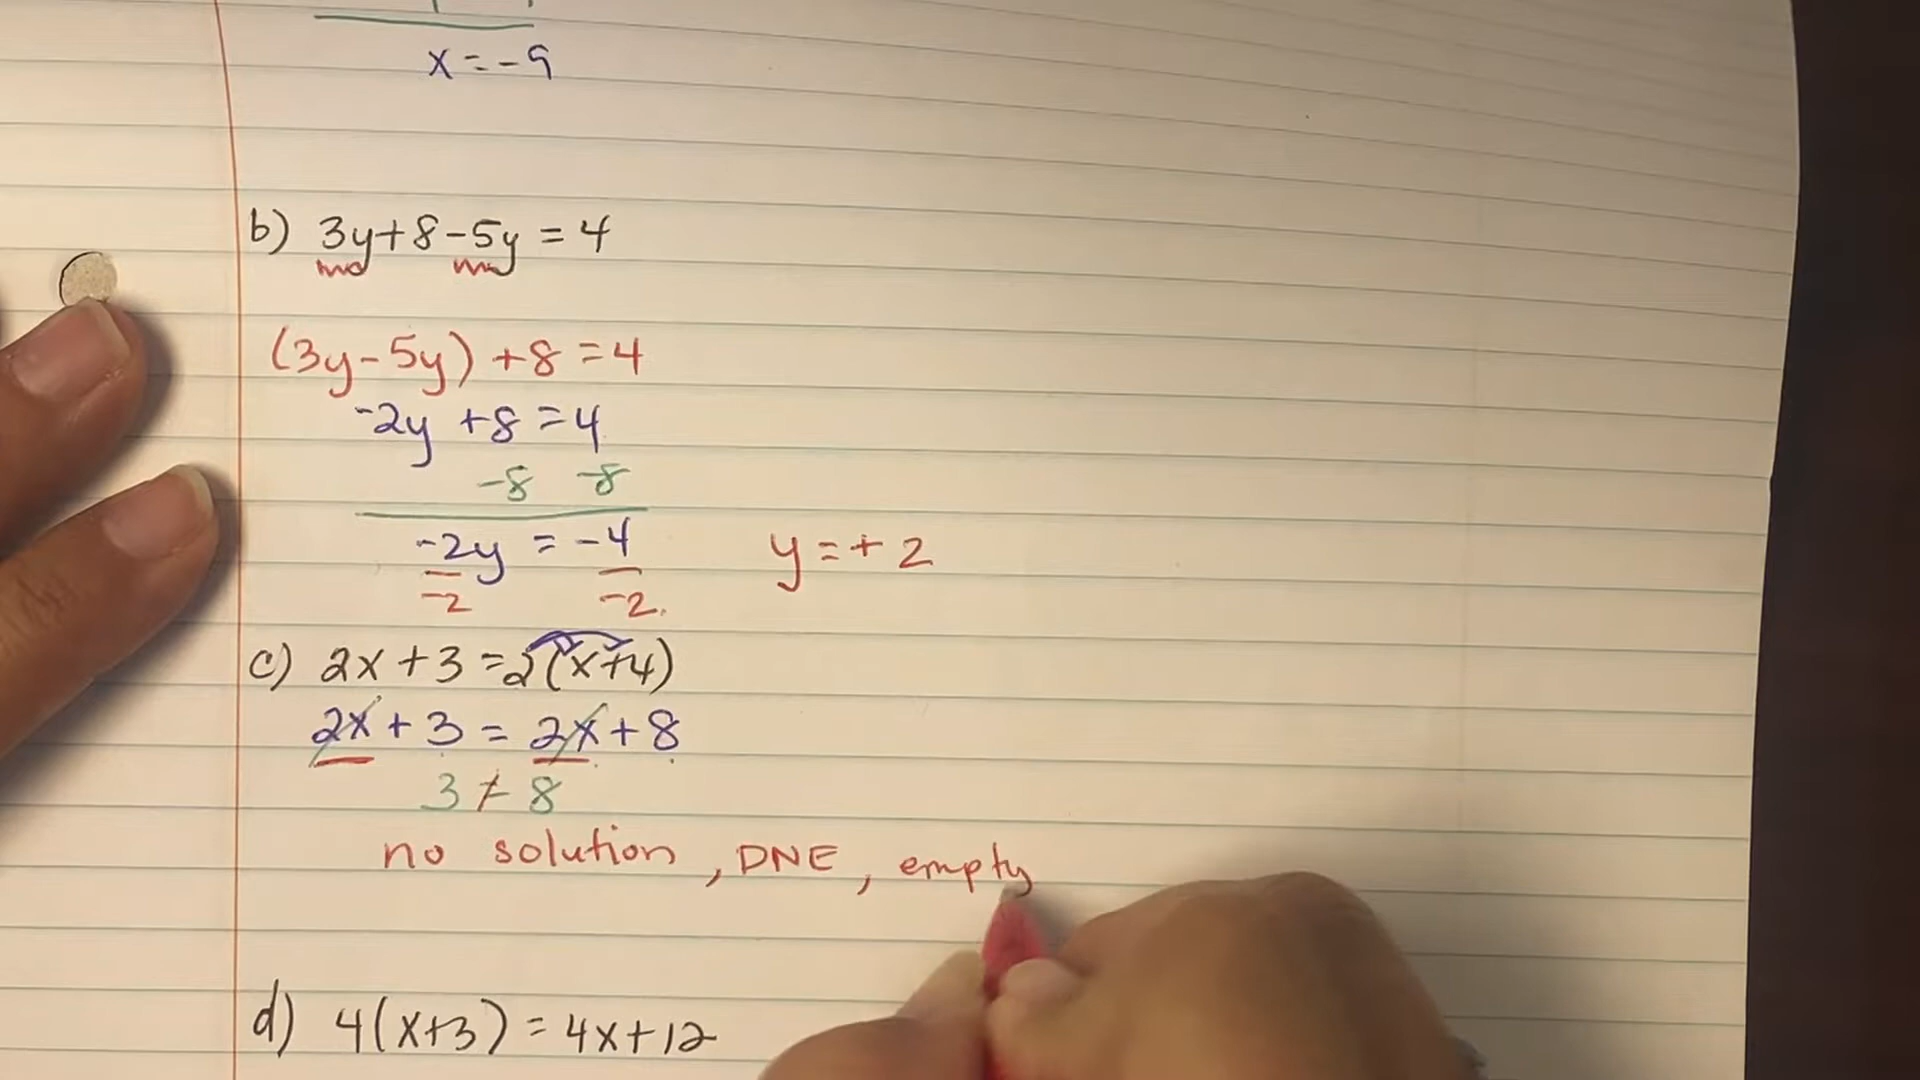 x = -9
b) 3y+8-5y = 4
(3y-5y) +8 = 4
-2y +8 = 4
-8 -8
-2y = -4 y = + 2
-2 -2.
c) 2x + 3 = 2(x+4)
2x + 3 = 2x + 8
3 ≠ 8
no solution, DNE, empty
d) 4(x+3) = 4x+12